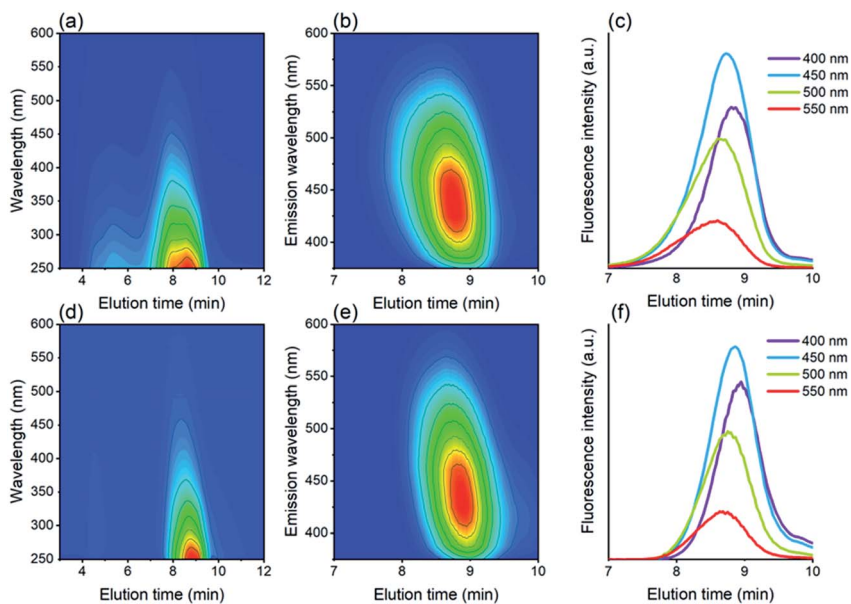 (a)
Wavelength (nm)
600
550
500
450
400
350
300
250
4 6 8 10 12
Elution time (min)
(b)
Emission wavelength (nm)
600
550
500
450
400
7 8 9 10
Elution time (min)
(c)
Fluorescence intensity (a.u.)
400 nm
450 nm
500 nm
550 nm
7 8 9 10
Elution time (min)
(d)
Wavelength (nm)
600
550
500
450
400
350
300
250
4 6 8 10 12
Elution time (min)
(e)
Emission wavelength (nm)
600
550
500
450
400
7 8 9 10
Elution time (min)
(f)
Fluorescence intensity (a.u.)
400 nm
450 nm
500 nm
550 nm
7 8 9 10
Elution time (min)